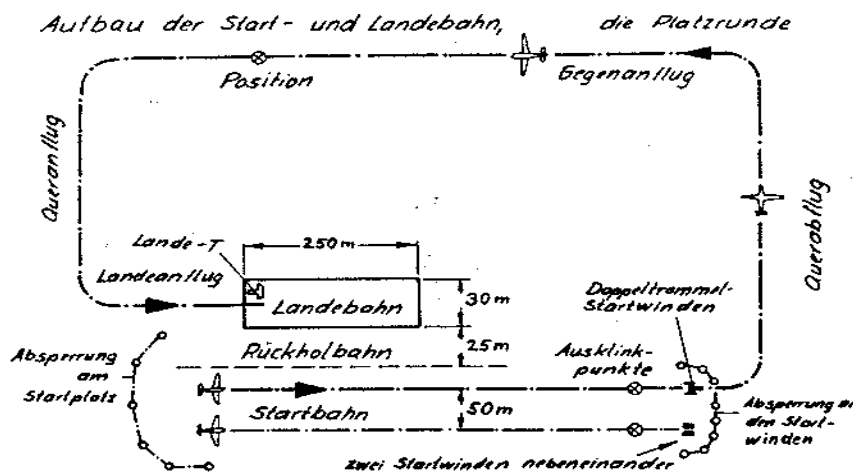 Aufbau der Start- und Landebahn, die Platzrunde
Position
Gegenanflug
Queranflug
Querabflug
Lande-T
250 m
Landeanflug
Landebahn
30 m
Doppeltrommel-
Startwinden
25 m
Rückholbahn
Absperrung
am
Startplatz
Ausklink-
punkte
Startbahn
50 m
Absperrung an
den Start-
winden
zwei Startwinden nebeneinander